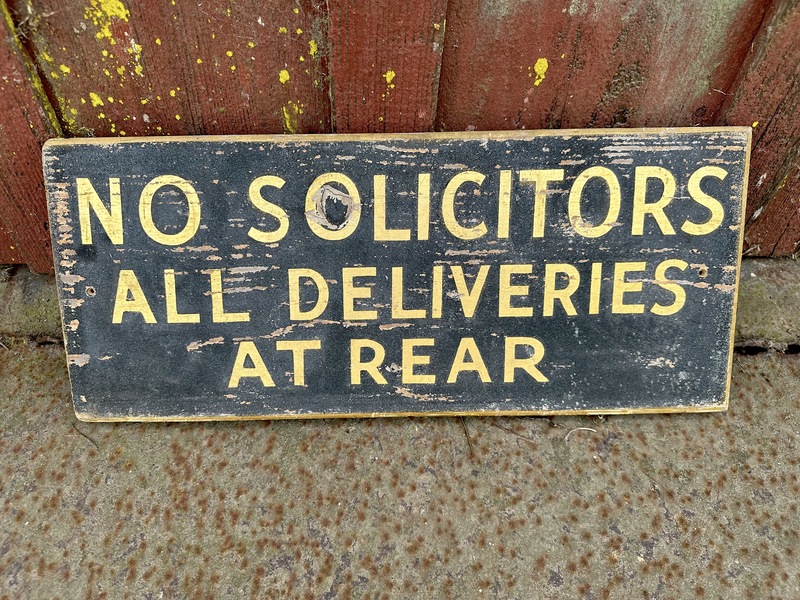 NO SOLICITORS
ALL DELIVERIES
AT REAR